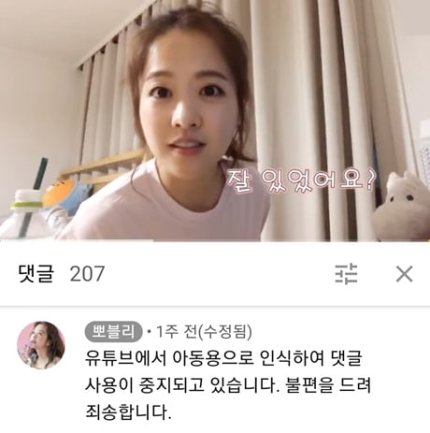 잘 있었어요?
댓글 207
뽀블리 • 1주 전(수정됨)
유튜브에서 아동용으로 인식하여 댓글
사용이 중지되고 있습니다. 불편을 드려
죄송합니다.